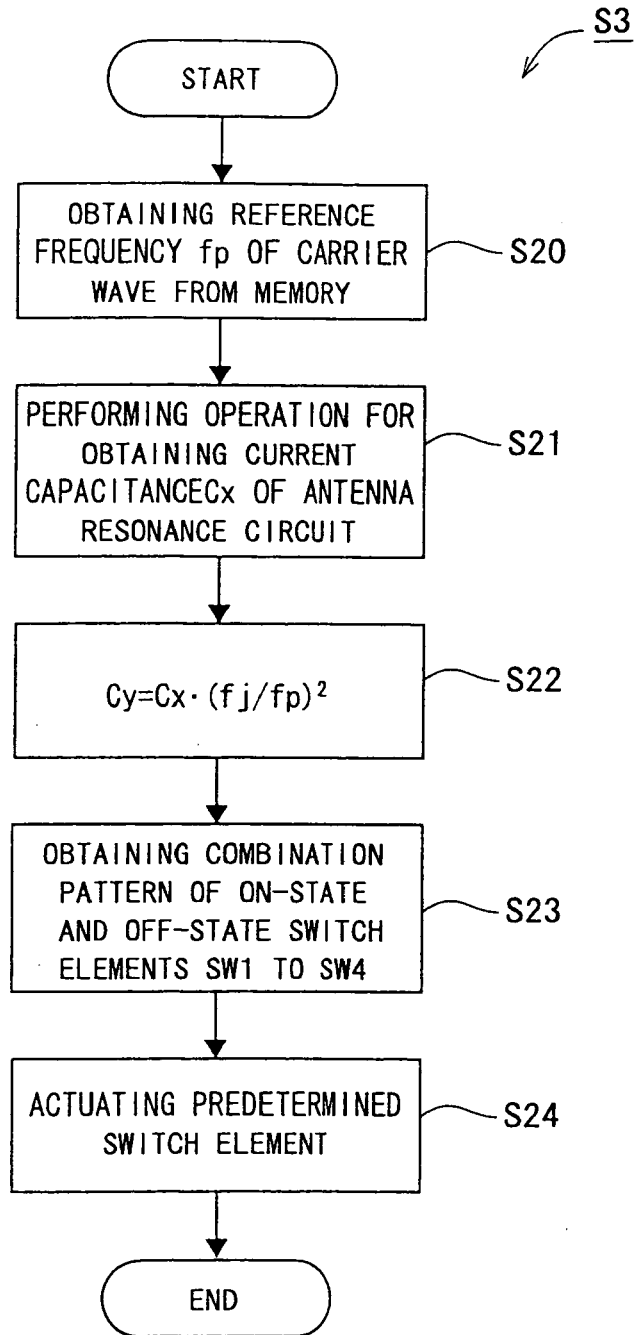 S3
START
OBTAINING REFERENCE
FREQUENCY fp OF CARRIER
WAVE FROM MEMORY
S20
PERFORMING OPERATION FOR
OBTAINING CURRENT
CAPACITANCECx OF ANTENNA
RESONANCE CIRCUIT
S21
Cy=Cx·(fj/fp)²
S22
OBTAINING COMBINATION
PATTERN OF ON-STATE
AND OFF-STATE SWITCH
ELEMENTS SW1 TO SW4
S23
ACTUATING PREDETERMINED
SWITCH ELEMENT
S24
END